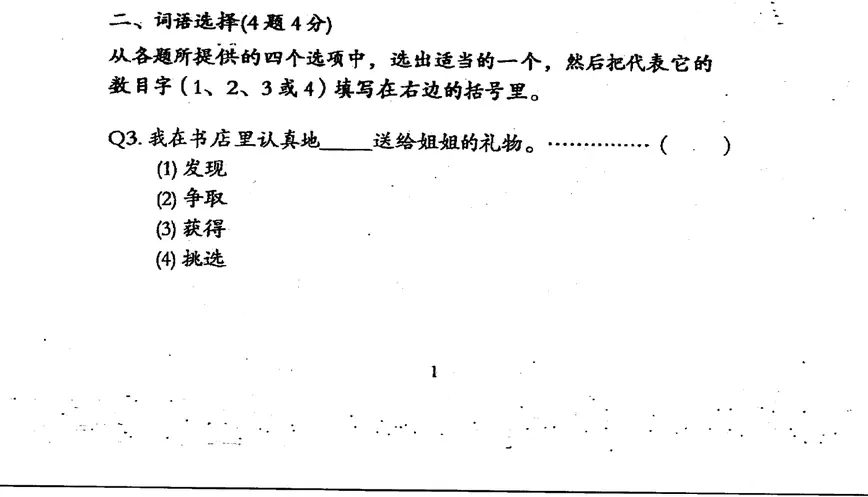 二、词语选择(4题4分)
从各题所提供的四个选项中，选出适当的一个，然后把代表它的
数目字（1、2、3或4）填写在右边的括号里。
Q3. 我在书店里认真地____送给姐姐的礼物。……………（　　）
(1) 发现
(2) 争取
(3) 获得
(4) 挑选
1